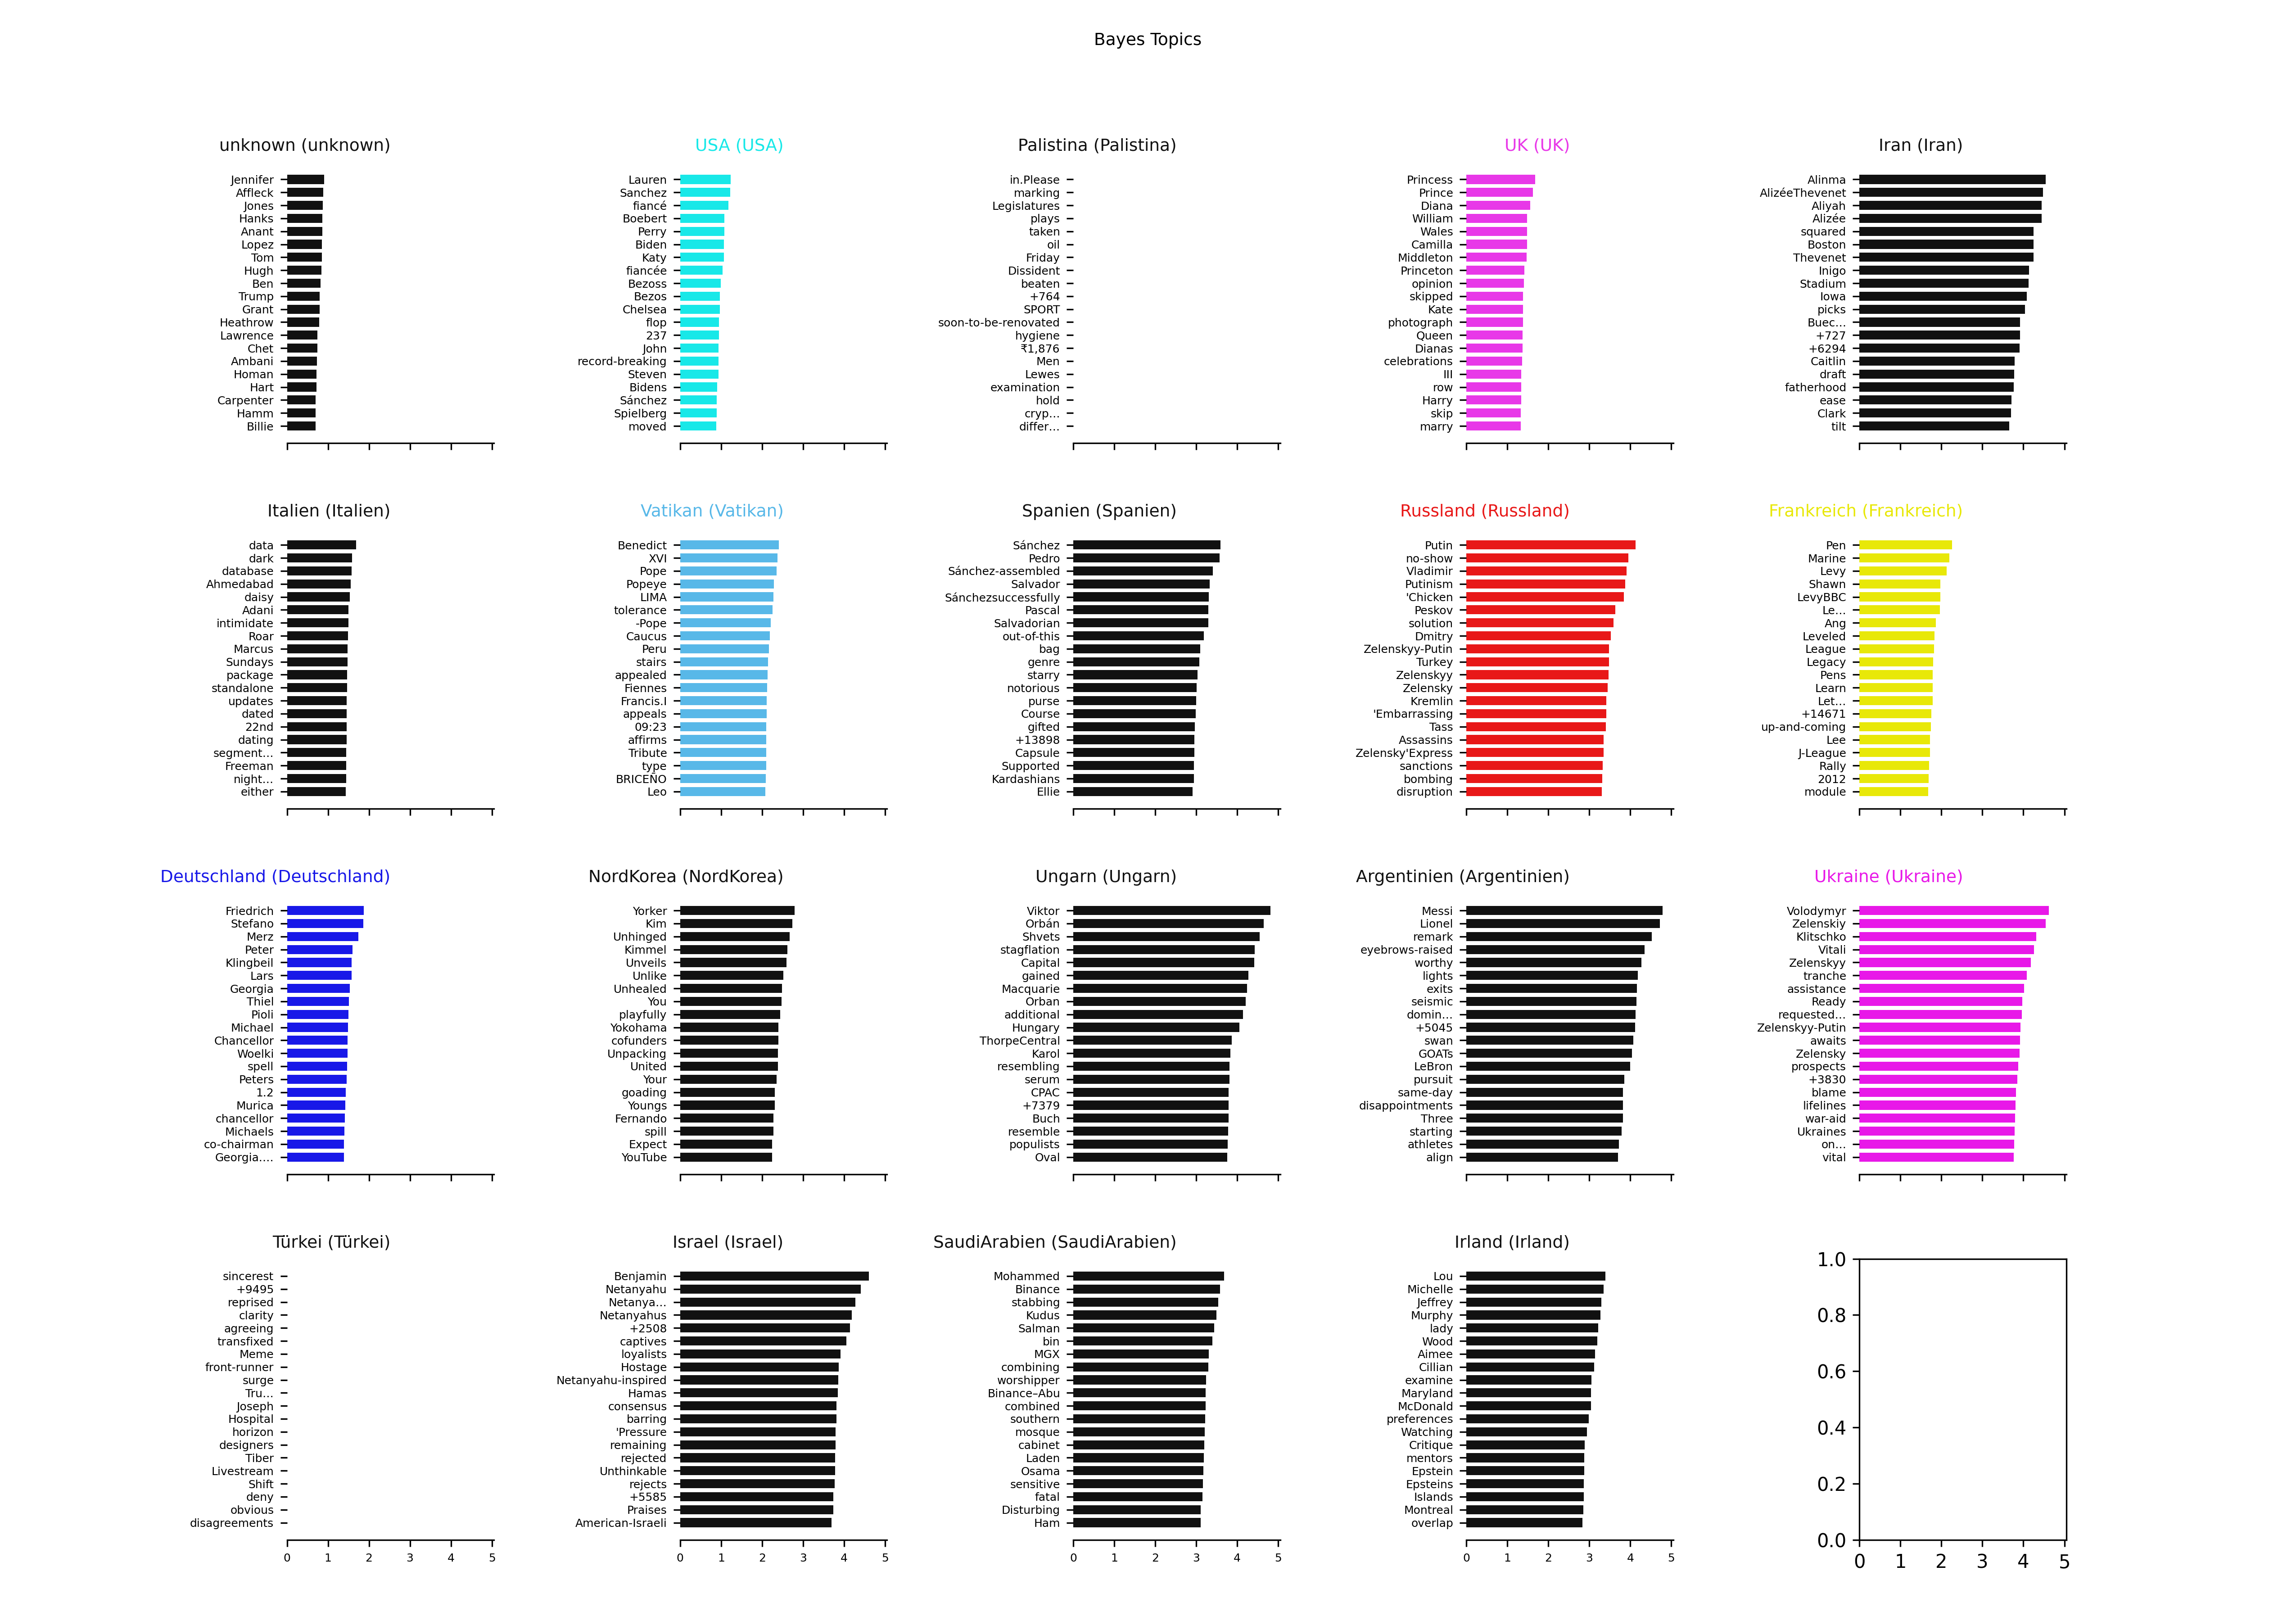 Bayes Topics
unknown (unknown)
Jennifer
Affleck
Jones
Hanks
Anant
Lopez
Tom
Hugh
Ben
Trump
Grant
Heathrow
Lawrence
Chet
Ambani
Homan
Hart
Carpenter
Hamm
Billie
USA (USA)
Lauren
Sanchez
fiancé
Boebert
Perry
Biden
Katy
fiancée
Bezoss
Bezos
Chelsea
flop
237
John
record-breaking
Steven
Bidens
Sánchez
Spielberg
moved
Palistina (Palistina)
in.Please
marking
Legislatures
plays
taken
oil
Friday
Dissident
beaten
+764
SPORT
soon-to-be-renovated
hygiene
₹1,876
Men
Lewes
examination
hold
cryp...
differ...
UK (UK)
Princess
Prince
Diana
William
Wales
Camilla
Middleton
Princeton
opinion
skipped
Kate
photograph
Queen
Dianas
celebrations
III
row
Harry
skip
marry
Iran (Iran)
Alinma
AlizéeThevenet
Aliyah
Alizée
squared
Boston
Thevenet
Inigo
Stadium
Iowa
picks
Buec...
+727
+6294
Caitlin
draft
fatherhood
ease
Clark
tilt
Italien (Italien)
data
dark
database
Ahmedabad
daisy
Adani
intimidate
Roar
Marcus
Sundays
package
standalone
updates
dated
22nd
dating
segment...
Freeman
night...
either
Vatikan (Vatikan)
Benedict
XVI
Pope
Popeye
LIMA
tolerance
-Pope
Caucus
Peru
stairs
appealed
Fiennes
Francis.I
appeals
09:23
affirms
Tribute
type
BRICEÑO
Leo
Spanien (Spanien)
Sánchez
Pedro
Sánchez-assembled
Salvador
Sánchezsuccessfully
Pascal
Salvadorian
out-of-this
bag
genre
starry
notorious
purse
Course
gifted
+13898
Capsule
Supported
Kardashians
Ellie
Russland (Russland)
Putin
no-show
Vladimir
Putinism
'Chicken
Peskov
solution
Dmitry
Zelenskyy-Putin
Turkey
Zelenskyy
Zelensky
Kremlin
'Embarrassing
Tass
Assassins
Zelensky'Express
sanctions
bombing
disruption
Frankreich (Frankreich)
Pen
Marine
Levy
Shawn
LevyBBC
Le...
Ang
Leveled
League
Legacy
Pens
Learn
Let...
+14671
up-and-coming
Lee
J-League
Rally
2012
module
Deutschland (Deutschland)
Friedrich
Stefano
Merz
Peter
Klingbeil
Lars
Georgia
Thiel
Pioli
Michael
Chancellor
Woelki
spell
Peters
1.2
Murica
chancellor
Michaels
co-chairman
Georgia....
NordKorea (NordKorea)
Yorker
Kim
Unhinged
Kimmel
Unveils
Unlike
Unhealed
You
playfully
Yokohama
cofunders
Unpacking
United
Your
goading
Youngs
Fernando
spill
Expect
YouTube
Ungarn (Ungarn)
Viktor
Orbán
Shvets
stagflation
Capital
gained
Macquarie
Orban
additional
Hungary
ThorpeCentral
Karol
resembling
serum
CPAC
+7379
Buch
resemble
populists
Oval
Argentinien (Argentinien)
Messi
Lionel
remark
eyebrows-raised
worthy
lights
exits
seismic
domin...
+5045
swan
GOATs
LeBron
pursuit
same-day
disappointments
Three
starting
athletes
align
Ukraine (Ukraine)
Volodymyr
Zelenskiy
Klitschko
Vitali
Zelenskyy
tranche
assistance
Ready
requested...
Zelenskyy-Putin
awaits
Zelensky
prospects
+3830
blame
lifelines
war-aid
Ukraines
on...
vital
Türkei (Türkei)
sincerest
+9495
reprised
clarity
agreeing
transfixed
Meme
front-runner
surge
Tru...
Joseph
Hospital
horizon
designers
Tiber
Livestream
Shift
deny
obvious
disagreements
0 1 2 3 4 5
Israel (Israel)
Benjamin
Netanyahu
Netanya...
Netanyahus
+2508
captives
loyalists
Hostage
Netanyahu-inspired
Hamas
consensus
barring
'Pressure
remaining
rejected
Unthinkable
rejects
+5585
Praises
American-Israeli
0 1 2 3 4 5
SaudiArabien (SaudiArabien)
Mohammed
Binance
stabbing
Kudus
Salman
bin
MGX
combining
worshipper
Binance–Abu
combined
southern
mosque
cabinet
Laden
Osama
sensitive
fatal
Disturbing
Ham
0 1 2 3 4 5
Irland (Irland)
Lou
Michelle
Jeffrey
Murphy
lady
Wood
Aimee
Cillian
examine
Maryland
McDonald
preferences
Watching
Critique
mentors
Epstein
Epsteins
Islands
Montreal
overlap
0 1 2 3 4 5
1.0
0.8
0.6
0.4
0.2
0.0
0 1 2 3 4 5